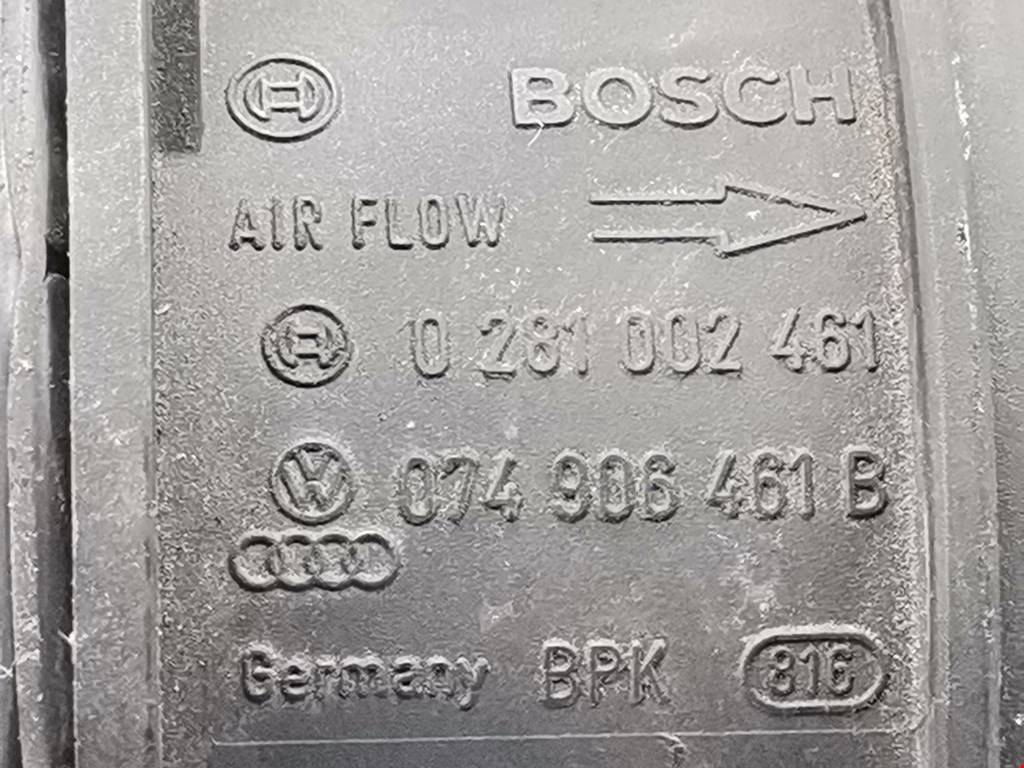 BOSCH
AIR FLOW
0 281 002 461
074 906 461 B
Germany BPK 816